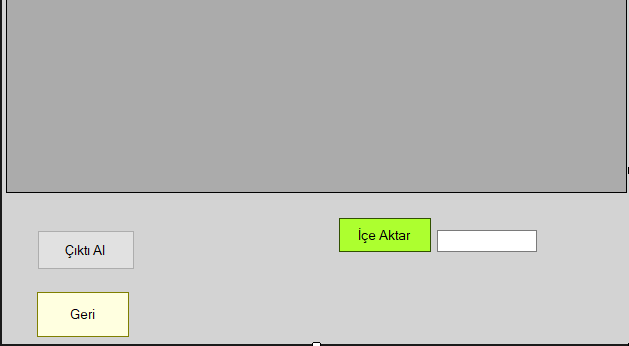 İçe Aktar
Çıktı Al
Geri